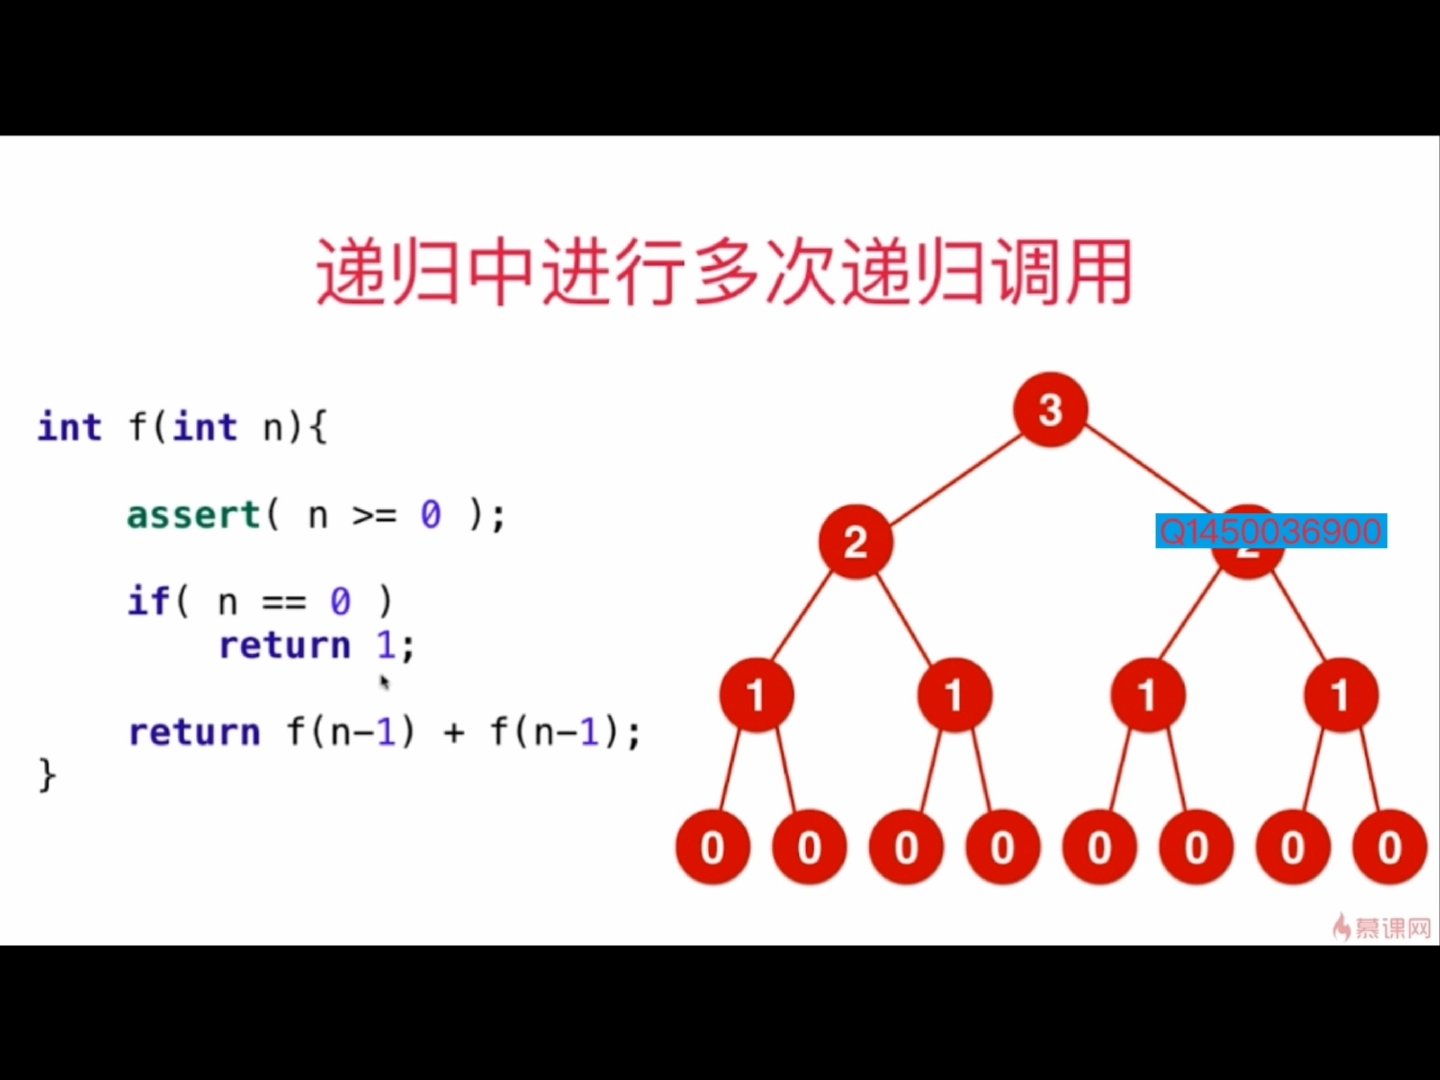 递归中进行多次递归调用
int f(int n){
assert( n >= 0 );
if( n == 0 )
return 1;
return f(n-1) + f(n-1);
}
3
2
Q1450036900
2
1 1 1 1
0 0 0 0 0 0 0 0
慕课网